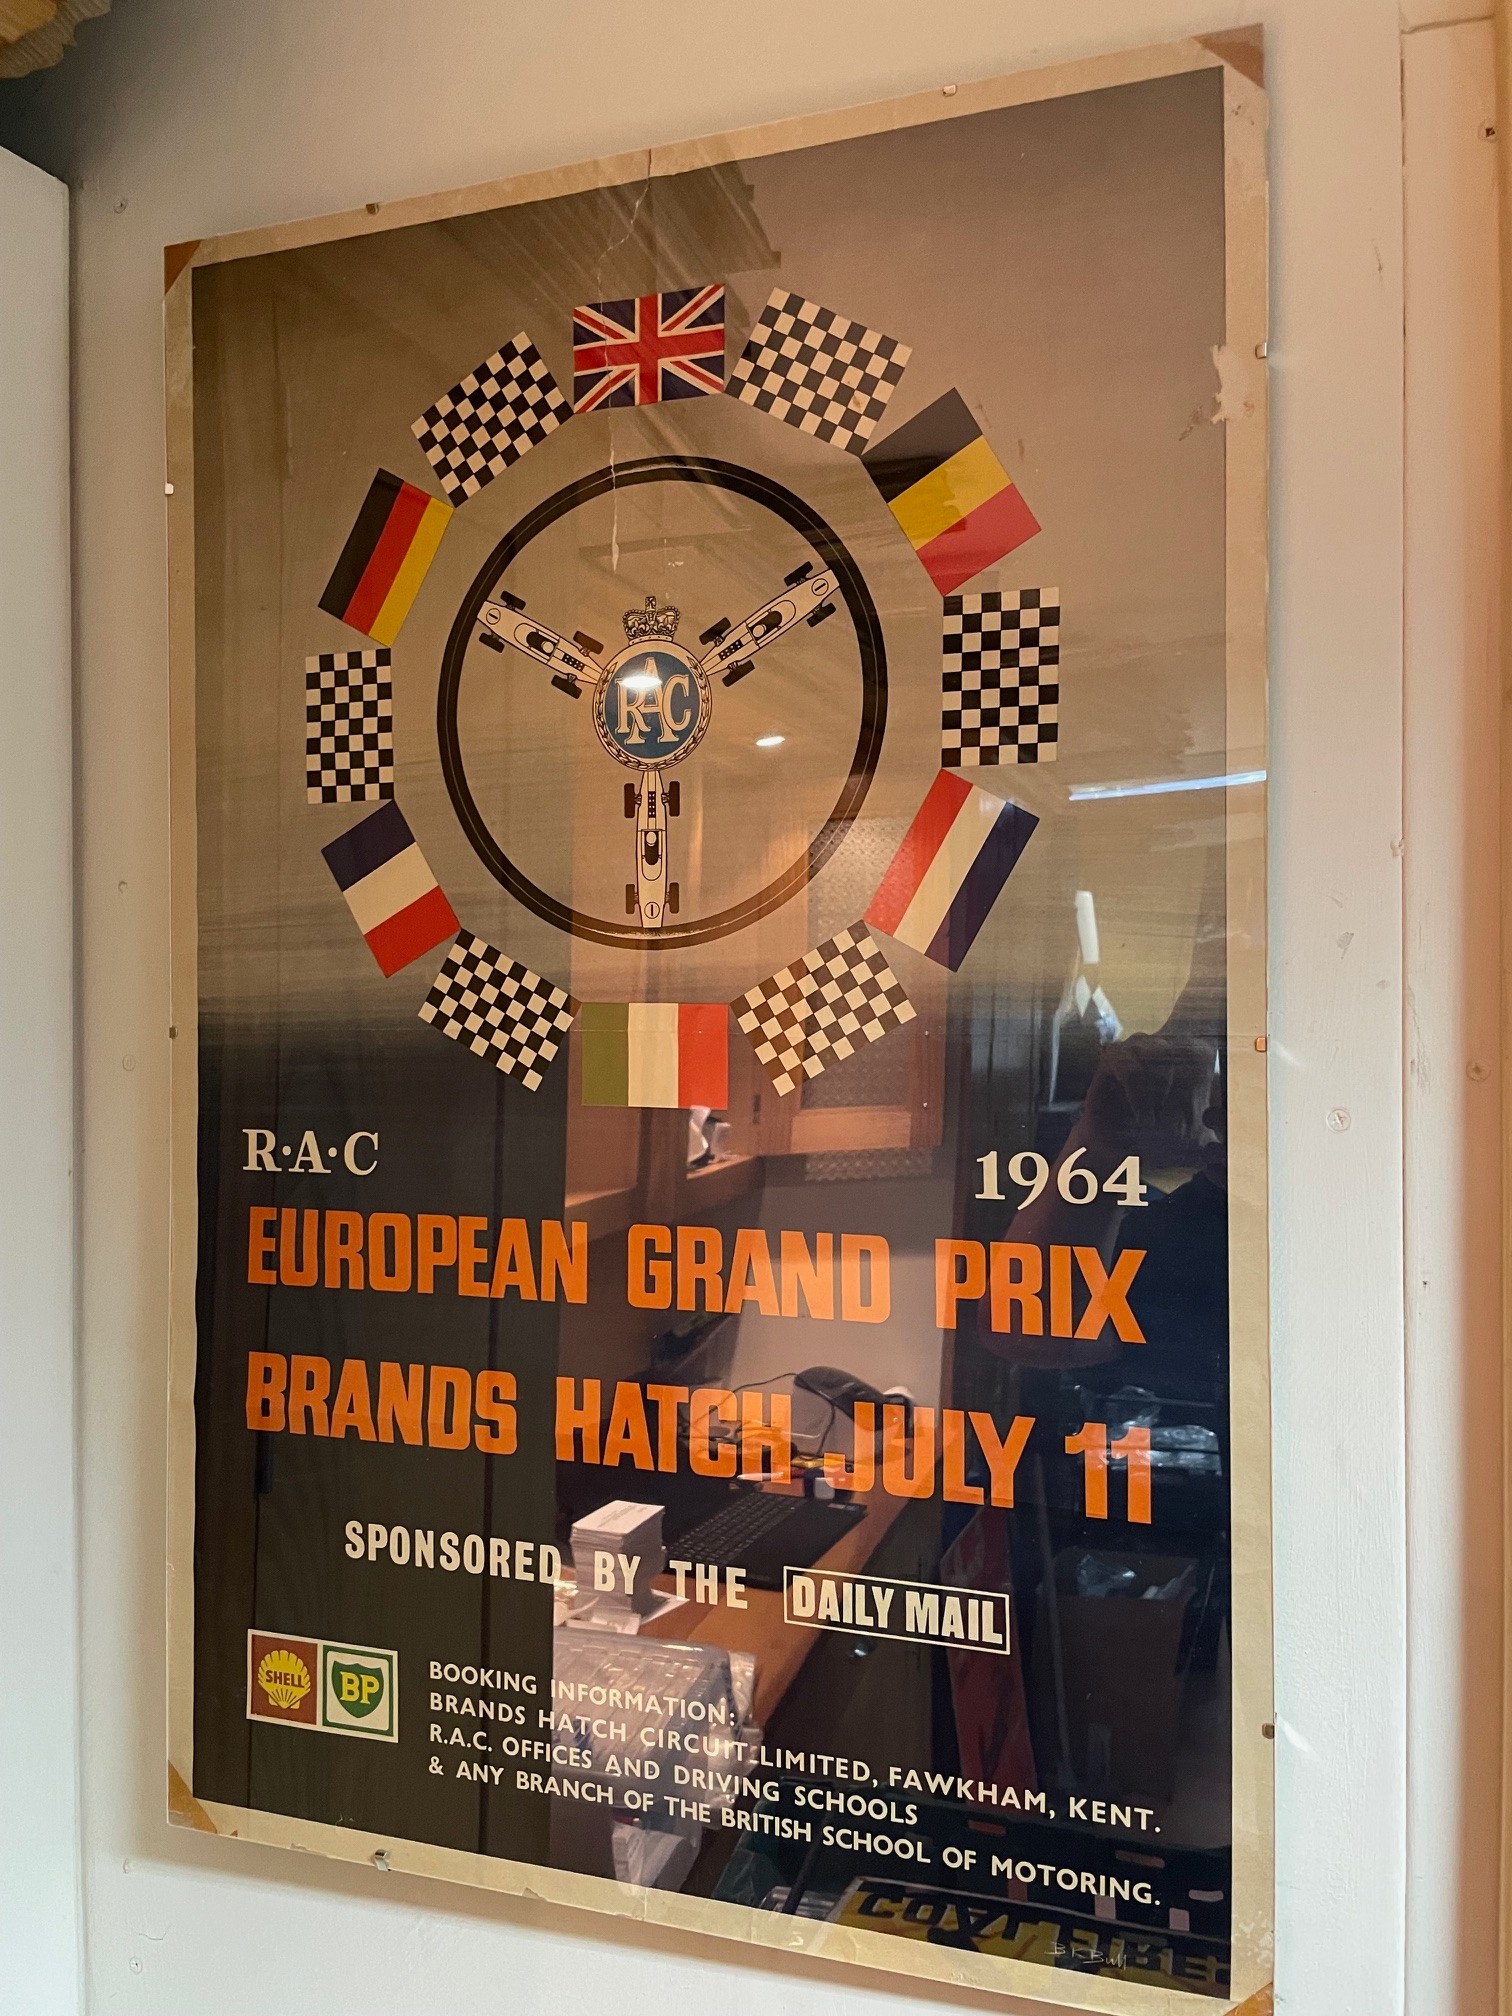 RAC
R·A·C
1964
EUROPEAN GRAND PRIX
BRANDS HATCH JULY 11
SPONSORED BY THE DAILY MAIL
SHELL
BP
BOOKING INFORMATION:
BRANDS HATCH CIRCUIT LIMITED, FAWKHAM, KENT.
R.A.C. OFFICES AND DRIVING SCHOOLS
& ANY BRANCH OF THE BRITISH SCHOOL OF MOTORING.